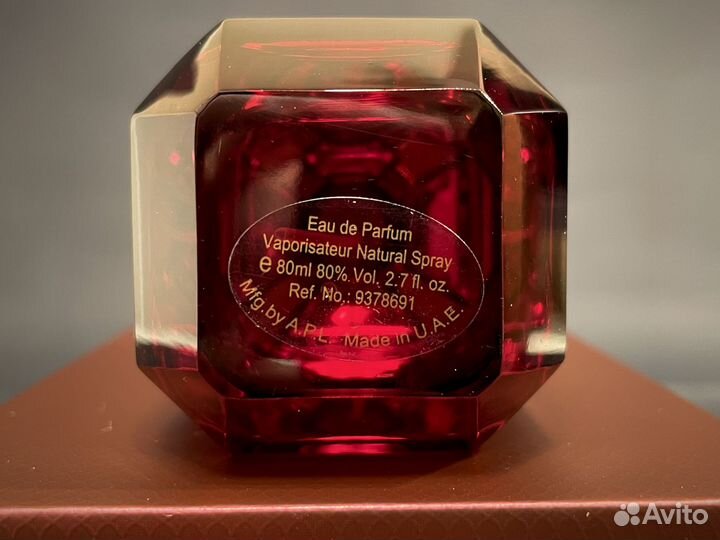 Eau de Parfum
Vaporisateur Natural Spray
e 80ml 80%.Vol. 2.7 fl. oz.
Ref. No.: 9378691
Mfg.by A.P.L. Made in U.A.E.
Avito